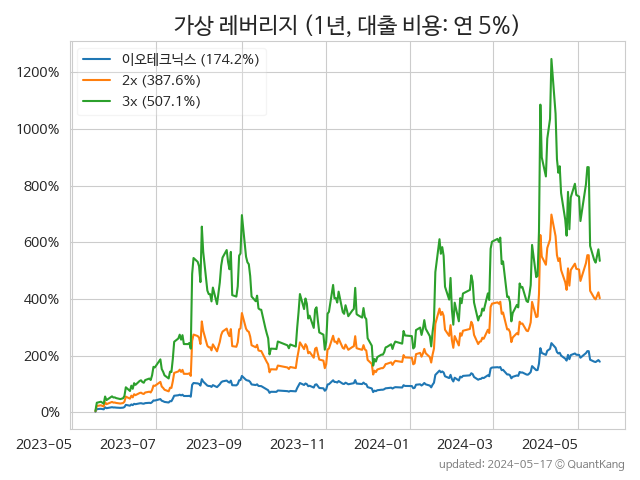 가상 레버리지 (1년, 대출 비용: 연 5%)
이오테크닉스 (174.2%)
2x (387.6%)
3x (507.1%)
1200%
1000%
800%
600%
400%
200%
0%
2023-05 2023-07 2023-09 2023-11 2024-01 2024-03 2024-05
updated: 2024-05-17 © QuantKang